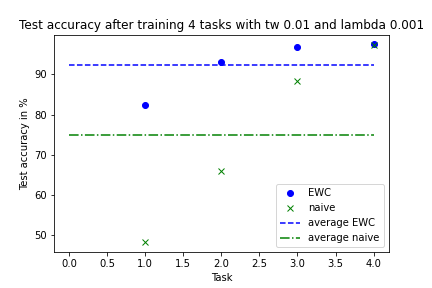 Test accuracy after training 4 tasks with tw 0.01 and lambda 0.001
Test accuracy in %
90
80
70
60
50
EWC
naive
average EWC
average naive
0.0 0.5 1.0 1.5 2.0 2.5 3.0 3.5 4.0
Task